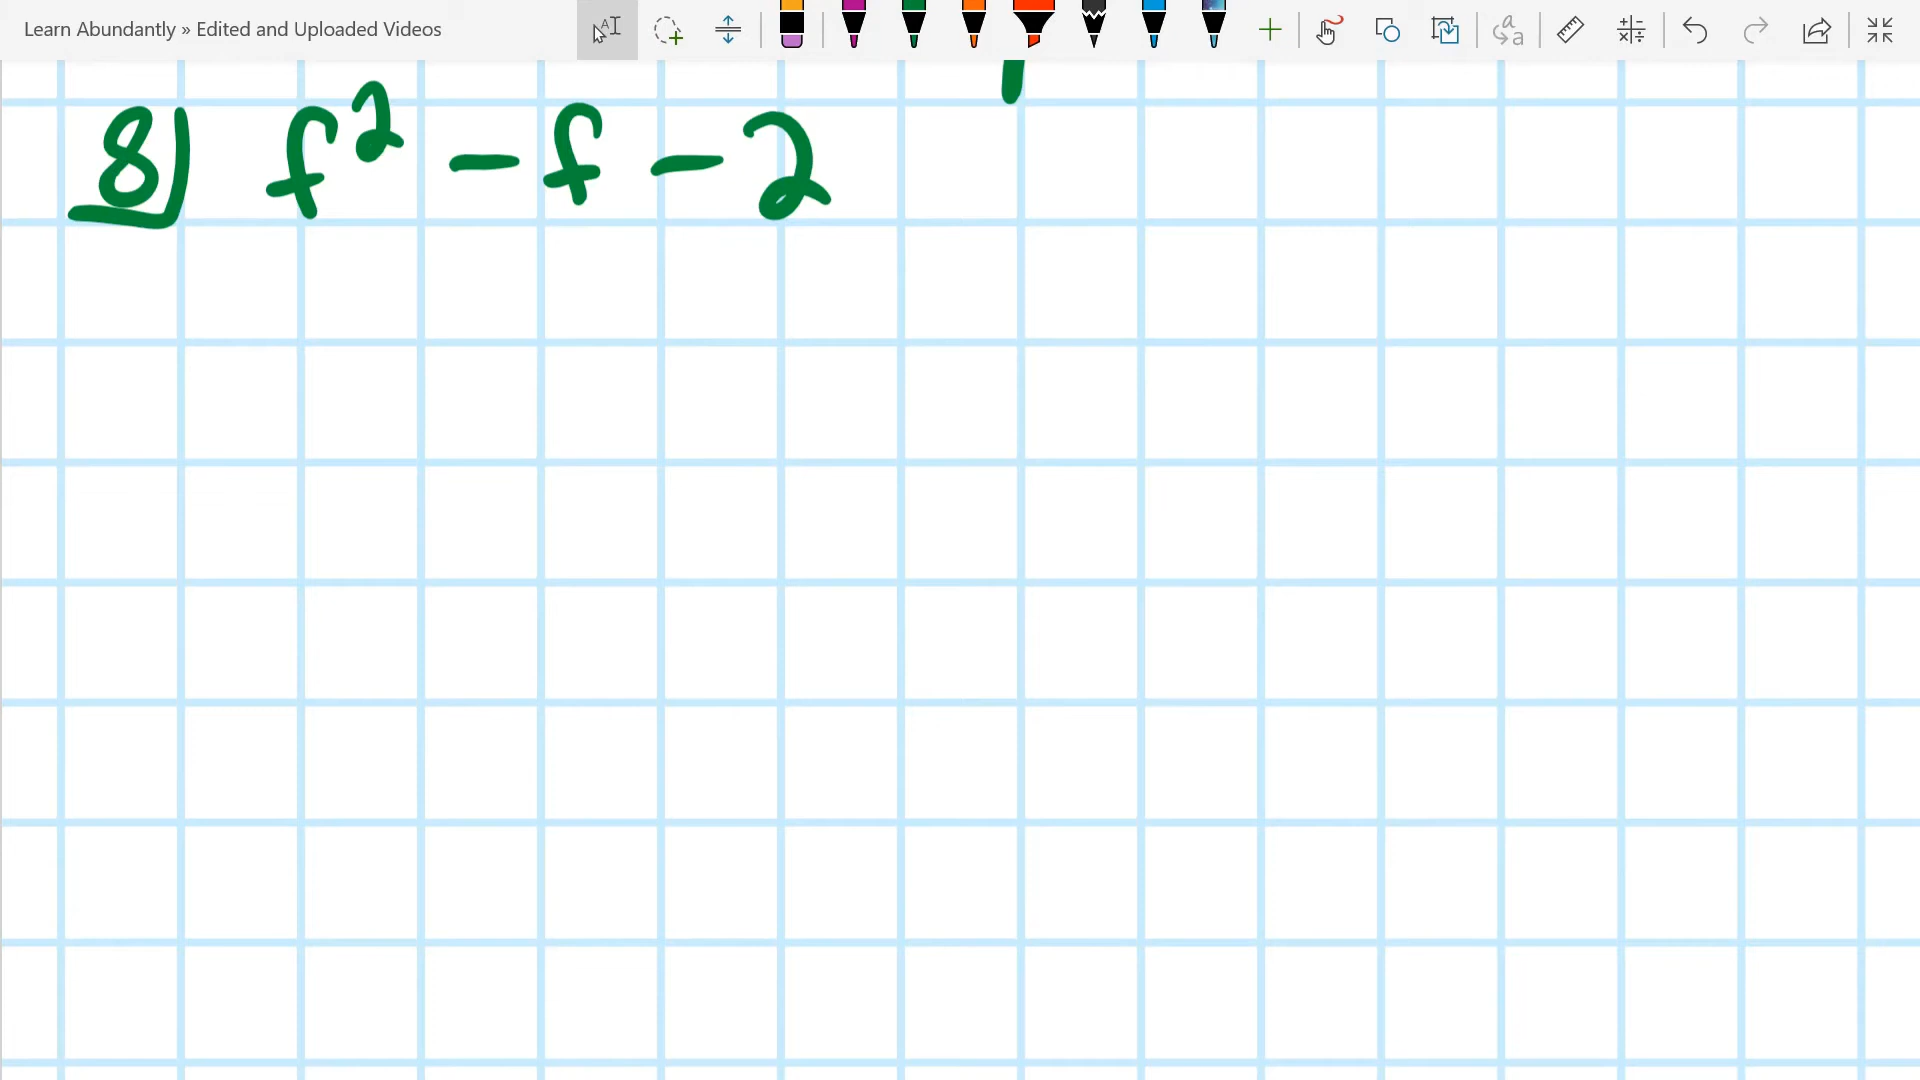 Learn Abundantly » Edited and Uploaded Videos
8) f² - f - 2